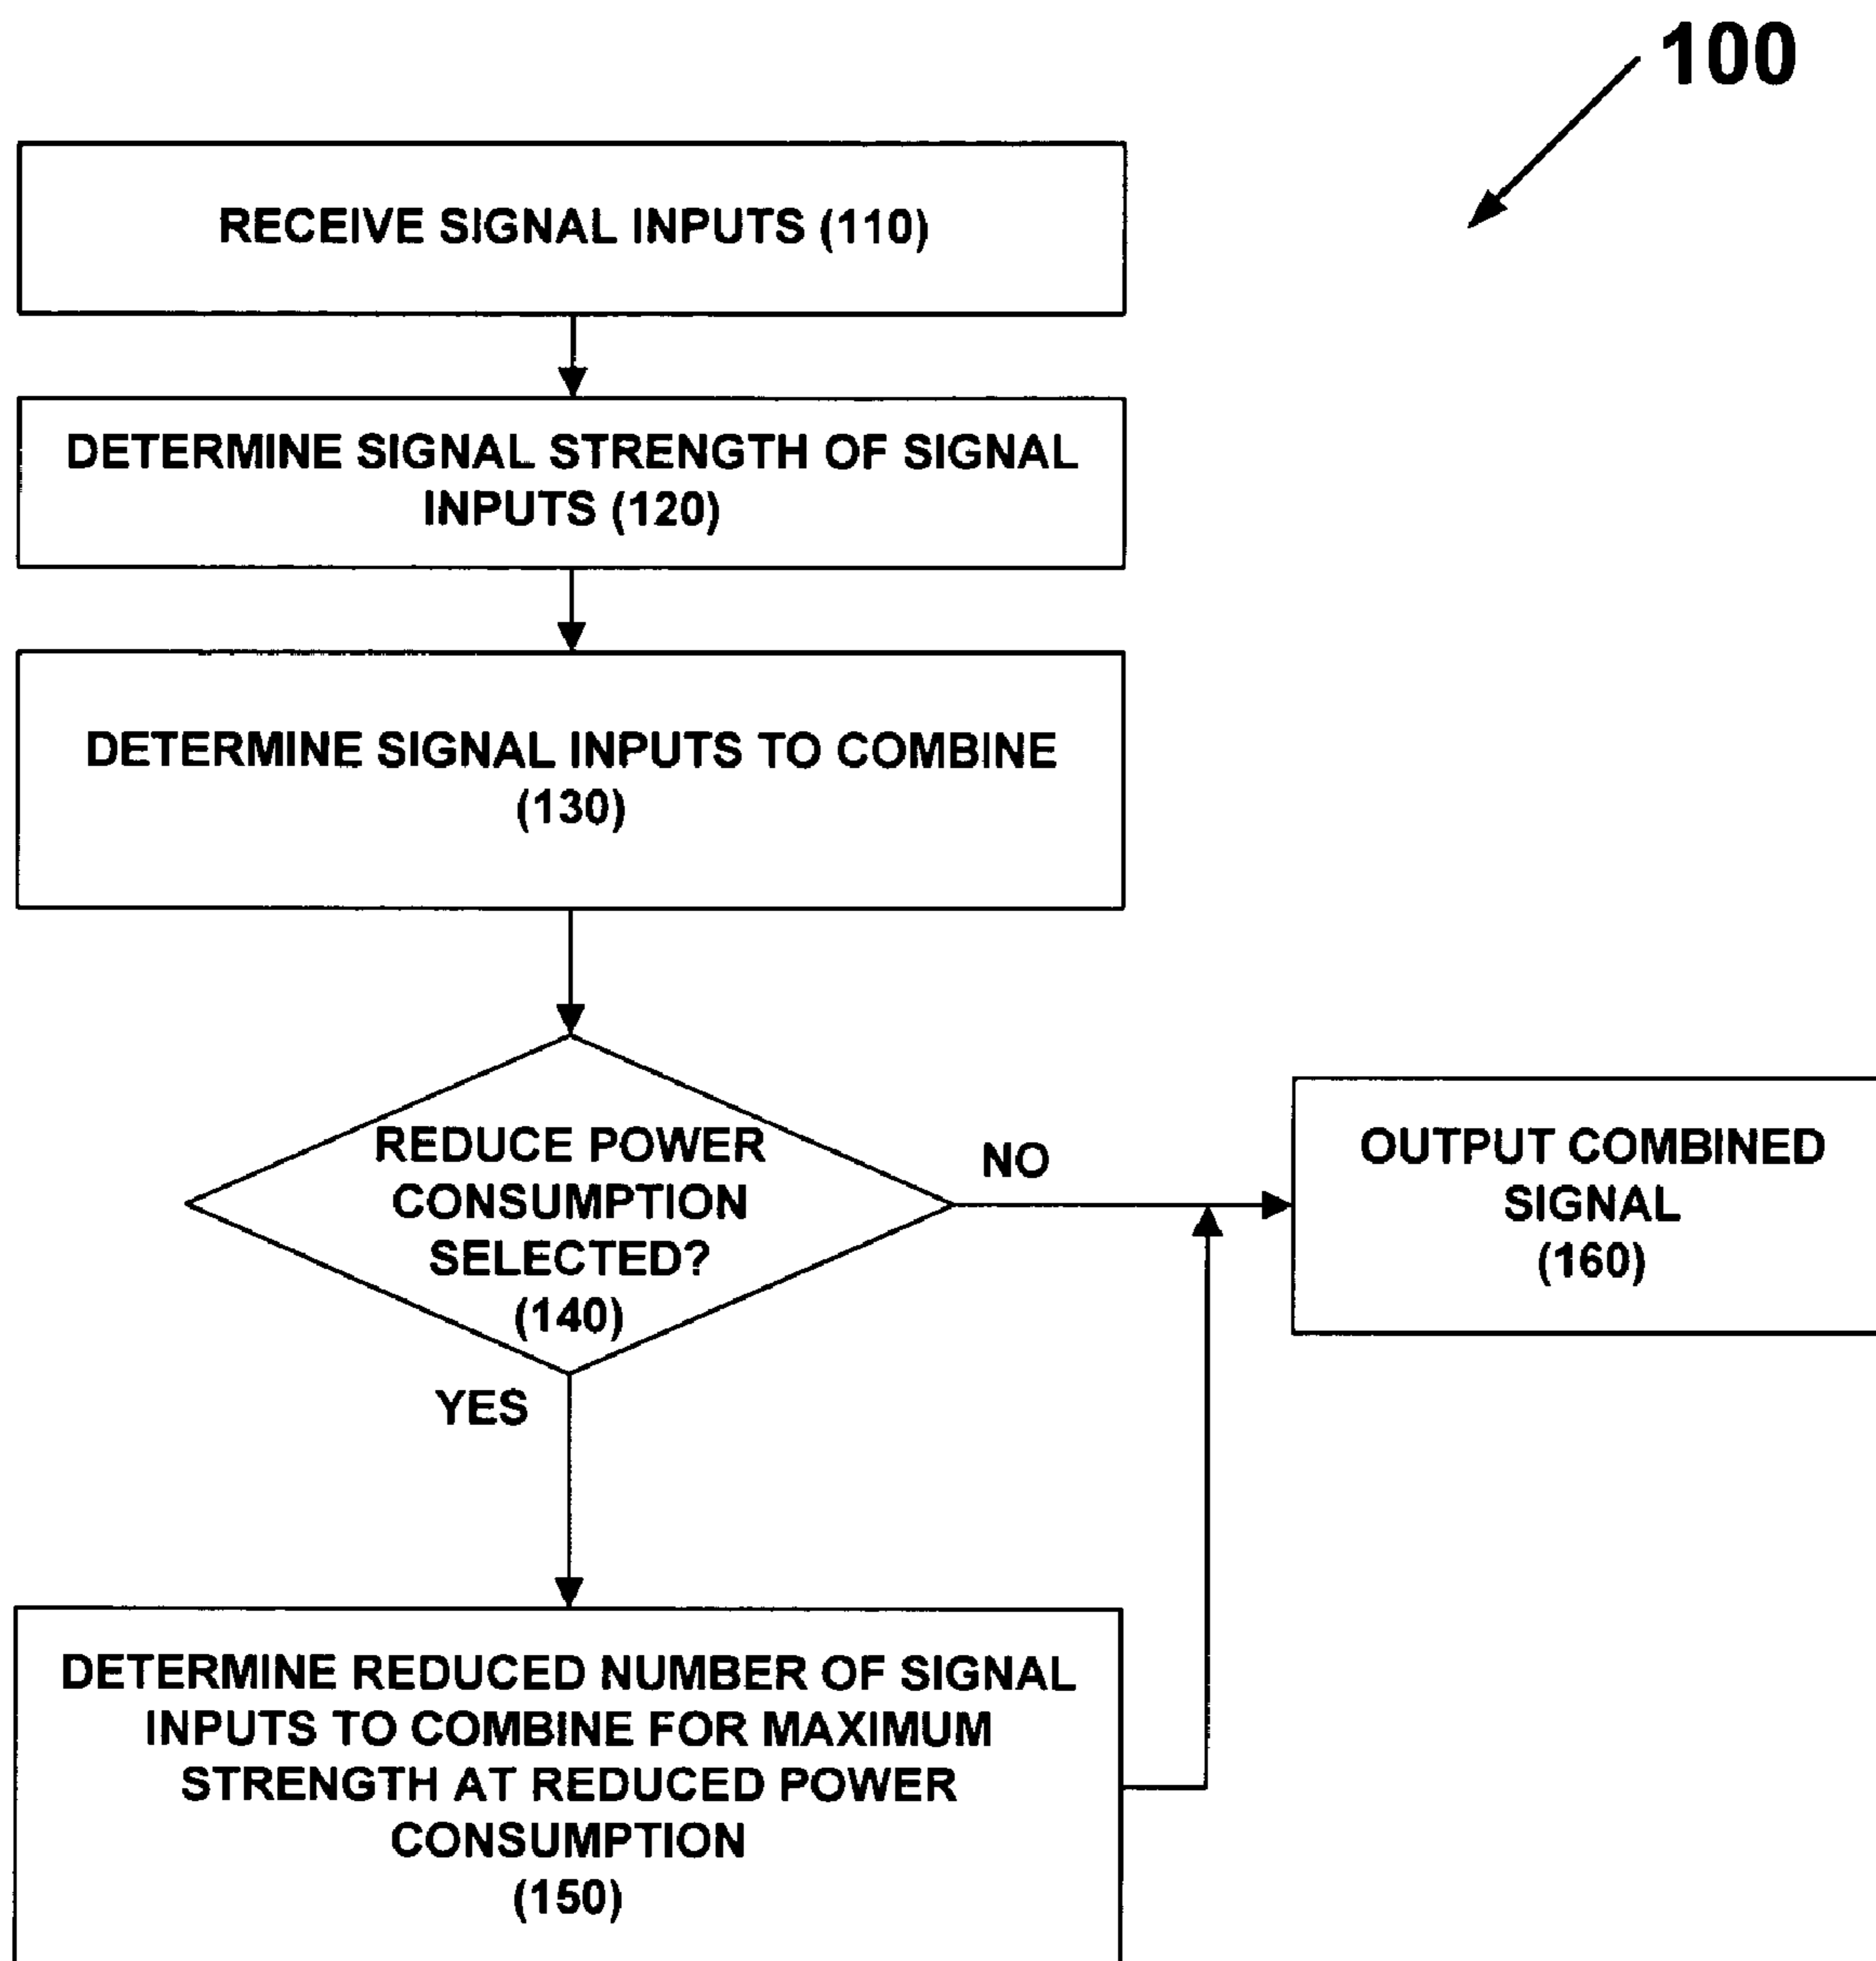 100
RECEIVE SIGNAL INPUTS (110)
DETERMINE SIGNAL STRENGTH OF SIGNAL
INPUTS (120)
DETERMINE SIGNAL INPUTS TO COMBINE
(130)
REDUCE POWER
CONSUMPTION
SELECTED?
(140)
NO
OUTPUT COMBINED
SIGNAL
(160)
YES
DETERMINE REDUCED NUMBER OF SIGNAL
INPUTS TO COMBINE FOR MAXIMUM
STRENGTH AT REDUCED POWER
CONSUMPTION
(150)